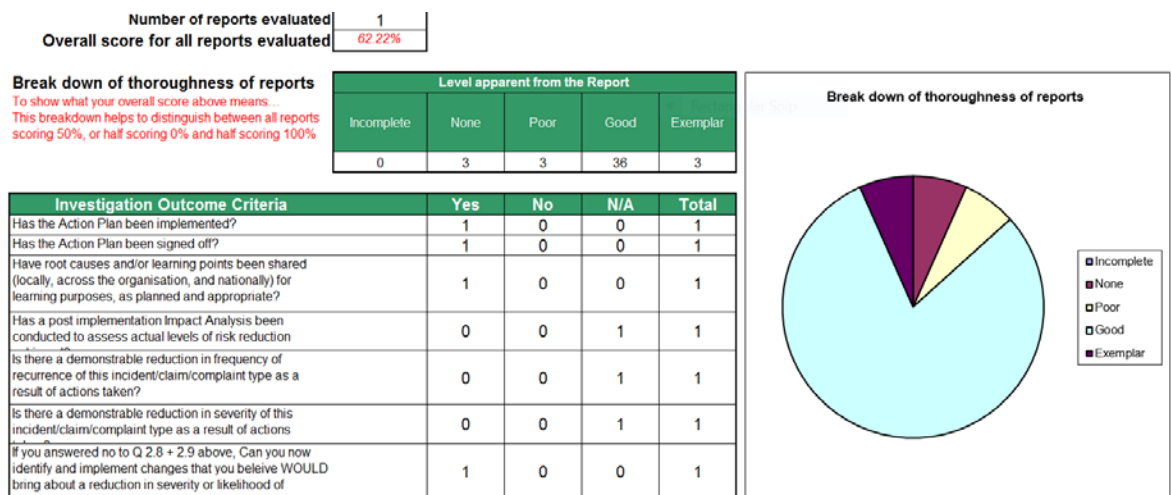 Number of reports evaluated 1
Overall score for all reports evaluated 62.22%
Break down of thoroughness of reports
To show what your overall score above means...
This breakdown helps to distinguish between all reports
scoring 50%, or half scoring 0% and half scoring 100%
Level apparent from the Report
Incomplete None Poor Good Exemplar
0 3 3 36 3
Investigation Outcome Criteria Yes No N/A Total
Has the Action Plan been implemented? 1 0 0 1
Has the Action Plan been signed off? 1 0 0 1
Have root causes and/or learning points been shared
(locally, across the organisation, and nationally) for
learning purposes, as planned and appropriate? 1 0 0 1
Has a post implementation Impact Analysis been
conducted to assess actual levels of risk reduction
0 0 1 1
Is there a demonstrable reduction in frequency of
recurrence of this incident/claim/complaint type as a
result of actions taken? 0 0 1 1
Is there a demonstrable reduction in severity of this
incident/claim/complaint type as a result of actions
0 0 1 1
If you answered no to Q 2.8 + 2.9 above, Can you now
identify and implement changes that you beleive WOULD
bring about a reduction in severity or likelihood of
1 0 0 1
Break down of thoroughness of reports
Incomplete
None
Poor
Good
Exemplar